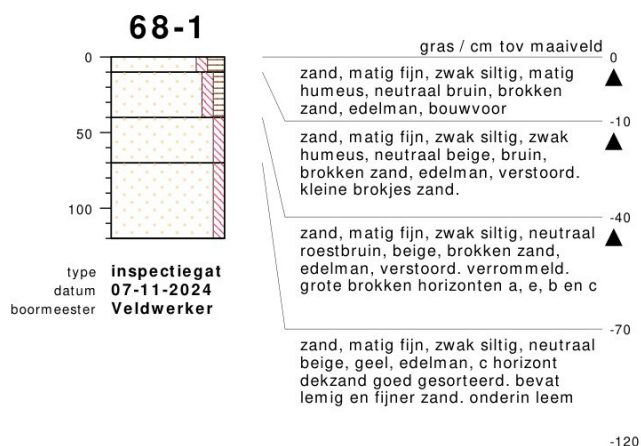 68-1
gras / cm tov maaiveld
0
0
zand, matig fijn, zwak siltig, matig
humeus, neutraal bruin, brokken
zand, edelman, bouwvoor
-10
zand, matig fijn, zwak siltig, zwak
humeus, neutraal beige, bruin,
brokken zand, edelman, verstoord.
kleine brokjes zand.
50
-40
zand, matig fijn, zwak siltig, neutraal
roestbruin, beige, brokken zand,
edelman, verstoord. verrommeld.
grote brokken horizonten a, e, b en c
100
-70
zand, matig fijn, zwak siltig, neutraal
beige, geel, edelman, c horizont
dekzand goed gesorteerd. bevat
lemig en fijner zand. onderin leem
-120
type inspectiegat
datum 07-11-2024
boormeester Veldwerker